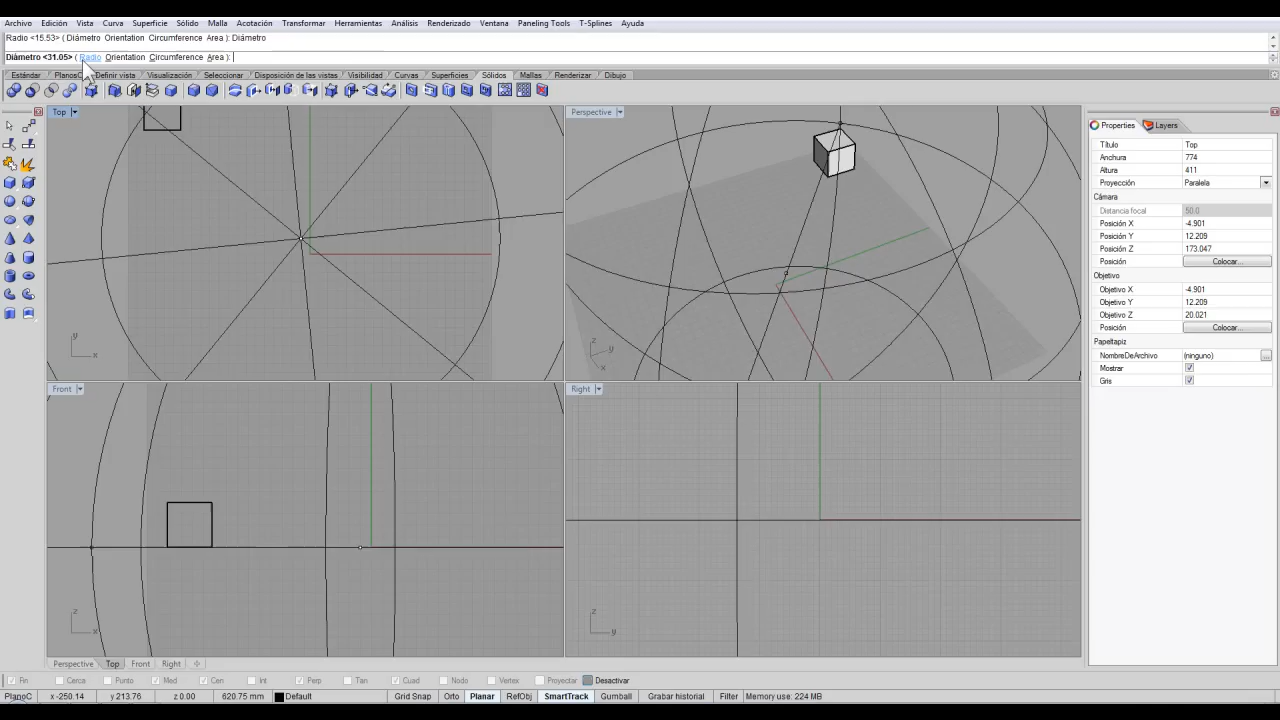 Archivo Edición Vista Curva Superficie Sólido Malla Acotación Transformar Herramientas Análisis Renderizado Ventana Paneling Tools T-Splines Ayuda
Radio <15.53> ( Diámetro Orientation Circumference Area ): Diámetro
Diámetro <31.05> ( Radio Orientation Circumference Area ):
Estándar PlanosC Definir vista Visualización Seleccionar Disposición de las vistas Visibilidad Curvas Superficies Sólidos Mallas Renderizar Dibujo
Top
Perspective
Properties Layers
Título Top
Anchura 774
Altura 411
Proyección Paralela
Cámara
Distancia focal 50.0
Posición X -4.901
Posición Y 12.209
Posición Z 173.047
Posición Colocar...
Objetivo
Objetivo X -4.901
Objetivo Y 12.209
Objetivo Z 20.021
Posición Colocar...
Papeltapiz
NombreDeArchivo (ninguno) ...
Mostrar
Gris
y
x
z
y
x
Front
Right
z
x
z
y
Perspective Top Front Right
Fin Cerca Punto Med Cen Int Perp Tan Cuad Nodo Vertex Proyectar Desactivar
PlanoC x -250.14 y 213.76 z 0.00 620.75 mm Default Grid Snap Orto Planar RefObj SmartTrack Gumball Grabar historial Filter Memory use: 224 MB